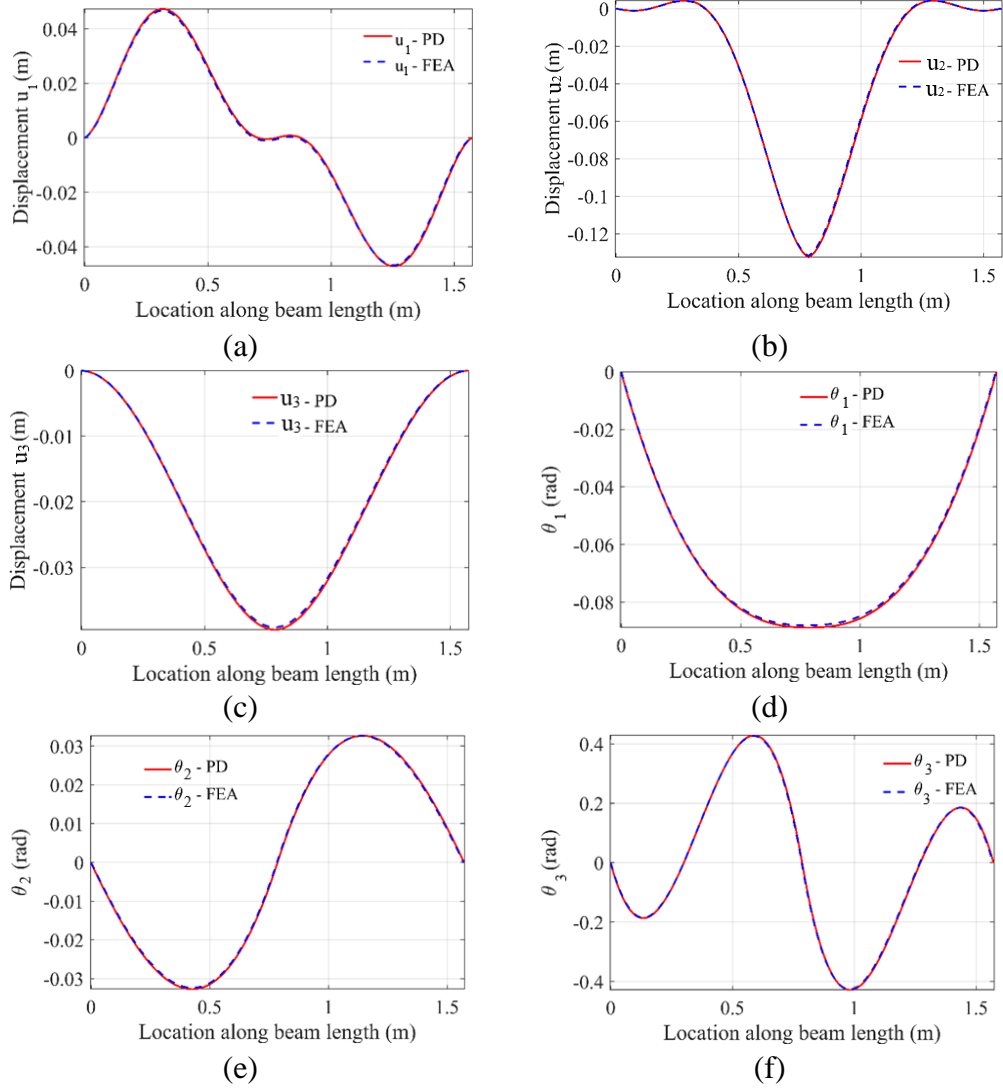 Displacement u1 (m)
0.04
0.02
0
-0.02
-0.04
u1 - PD
u1 - FEA
0 0.5 1 1.5
Location along beam length (m)
(a)
Displacement u2 (m)
0
-0.04
-0.06
-0.08
-0.1
-0.12
u2 - PD
u2 - FEA
0 0.5 1 1.5
Location along beam length (m)
(b)
Displacement u3 (m)
0
-0.01
-0.02
-0.03
u3 - PD
u3 - FEA
0 0.5 1 1.5
Location along beam length (m)
(c)
θ1 (rad)
0
-0.02
-0.04
-0.06
-0.08
θ1 - PD
θ1 - FEA
0 0.5 1 1.5
Location along beam length (m)
(d)
θ2 (rad)
0.03
0.02
0.01
0
-0.01
-0.02
-0.03
θ2 - PD
θ2 - FEA
0 0.5 1 1.5
Location along beam length (m)
(e)
θ3 (rad)
0.4
0.2
0
-0.2
-0.4
θ3 - PD
θ3 - FEA
0 0.5 1 1.5
Location along beam length (m)
(f)